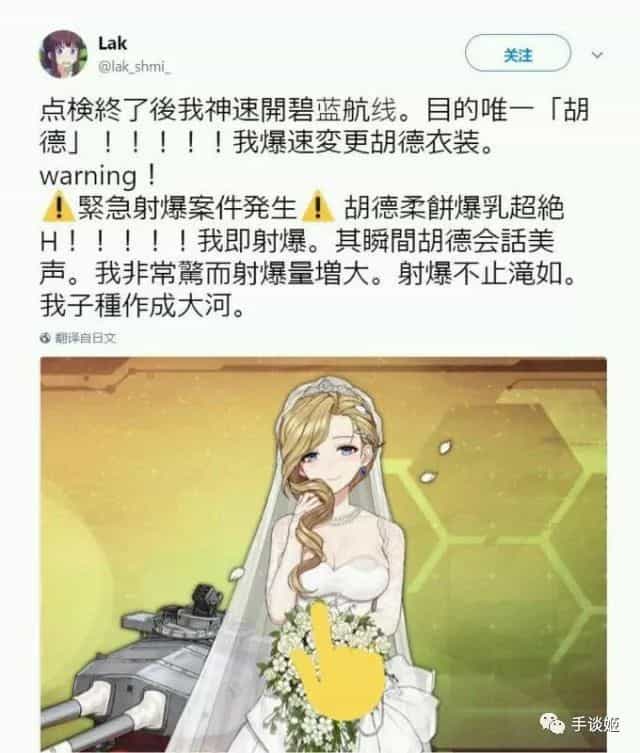 Lak
@lak_shmi_
关注
点検終了後我神速開碧蓝航线。目的唯一「胡
德」！！！！！我爆速変更胡德衣装。
warning！
⚠緊急射爆案件発生⚠ 胡德柔餅爆乳超絶
H！！！！！我即射爆。其瞬間胡德会話美
声。我非常驚而射爆量増大。射爆不止滝如。
我子種作成大河。
翻译自日文
手谈姬